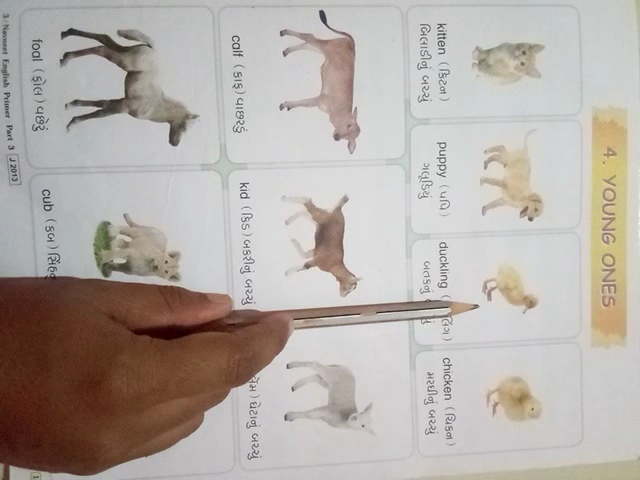 4. YOUNG ONES
kitten (કિટન)
બિલાડીનું બચ્ચું
puppy (પપિ)
ગલૂડિયું
duckling
બતકનું
chicken (ચિકન)
મરઘીનું બચ્ચું
calf (કાફ) વાછરડું
kid (કિડ) બકરીનું બચ્ચું
ઘેટાનું બચ્ચું
foal (ફોલ) વછેરું
cub (કબ)
3 / Navneet English Primer Part 3 J 2013